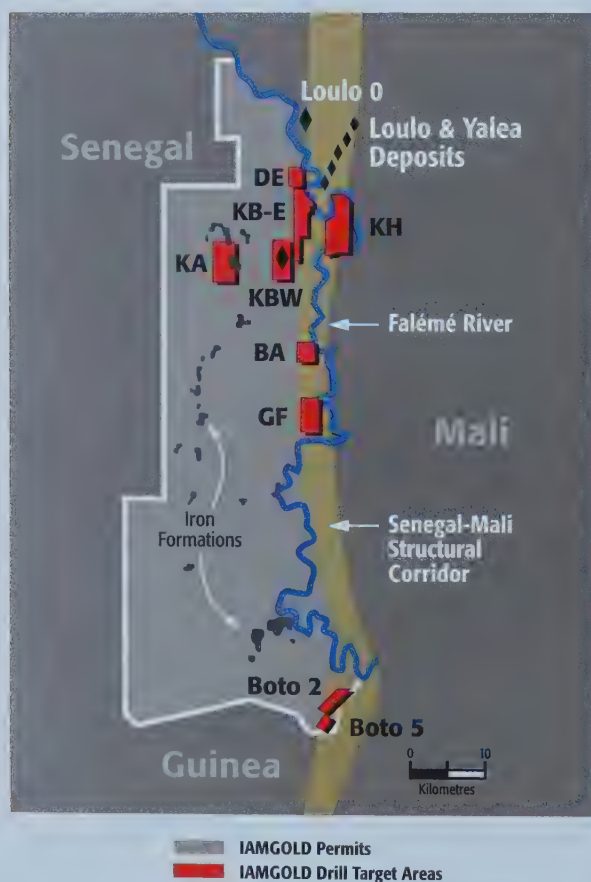 Loulo 0
Loulo & Yalea
Deposits
Senegal
DE
KB-E
KH
KA
KBW
Falémé River
BA
GF
Mali
Iron
Formations
Senegal-Mali
Structural
Corridor
Boto 2
Boto 5
Guinea
0 10
Kilometres
IAMGOLD Permits
IAMGOLD Drill Target Areas